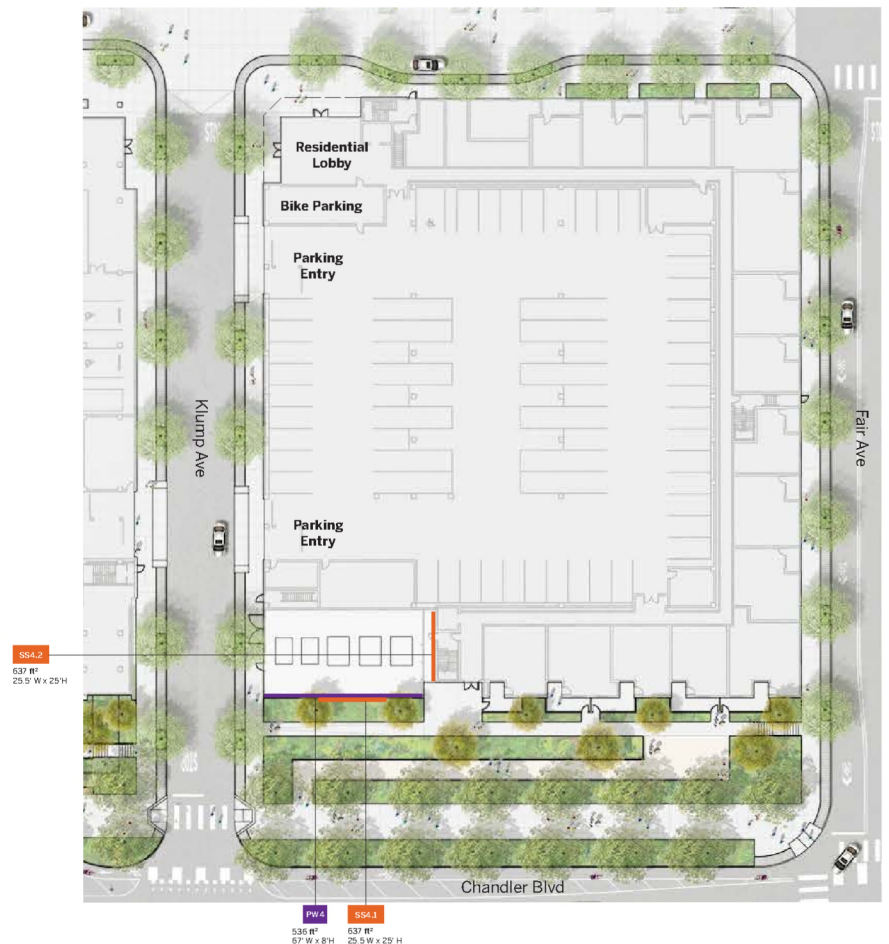 Residential
Lobby
Bike Parking
Parking
Entry
Klump Ave
Fair Ave
Parking
Entry
SS4.2
637 ft²
25.5' W x 25'H
STOP
Chandler Blvd
PW4
536 ft²
67' W x 8'H
SS4.1
637 ft²
25.5 W x 25' H